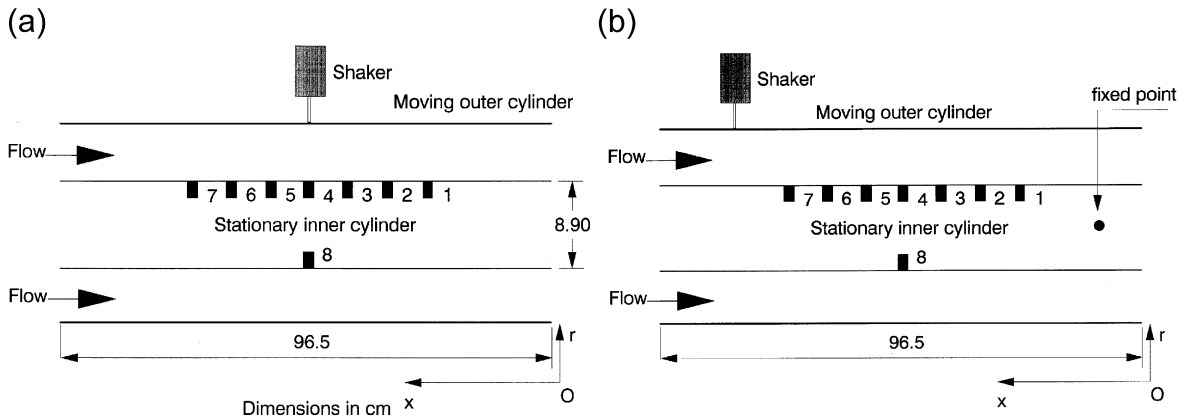 (a)
Shaker
Moving outer cylinder
Flow
7 6 5 4 3 2 1
Stationary inner cylinder
8.90
8
Flow
96.5
r
O
x
Dimensions in cm
(b)
Shaker
fixed point
Moving outer cylinder
Flow
7 6 5 4 3 2 1
Stationary inner cylinder
8
Flow
96.5
r
O
x